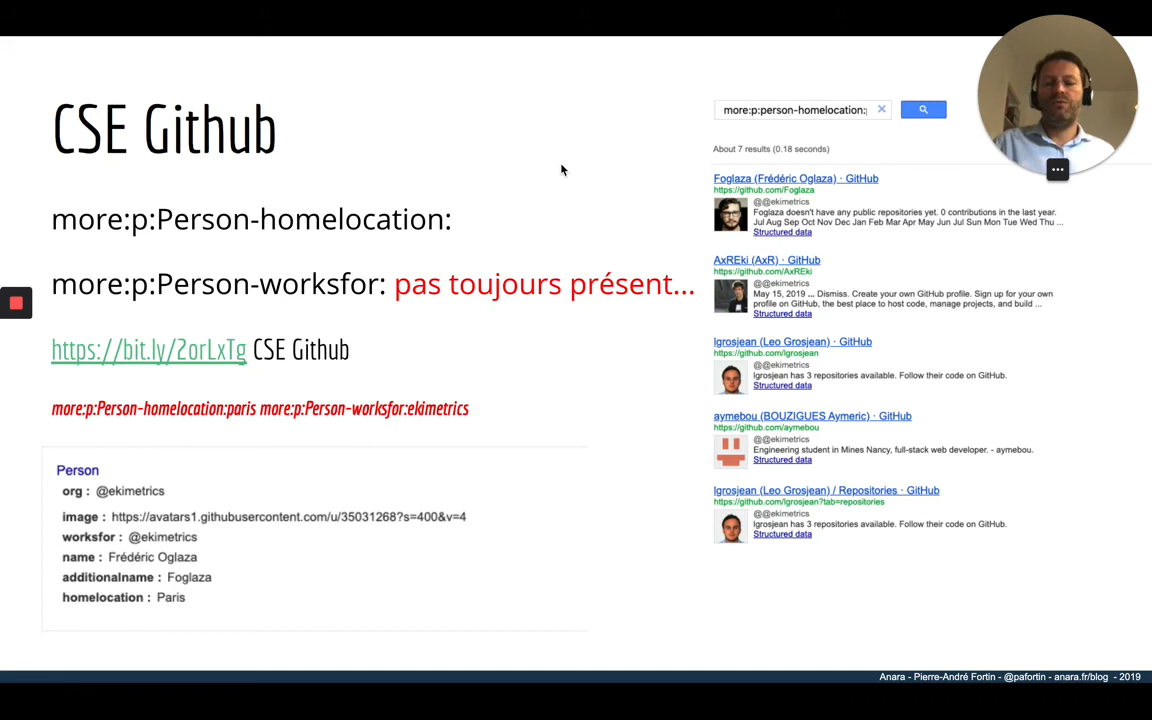 CSE Github
more:p:Person-homelocation:
more:p:Person-worksfor: pas toujours présent...
https://bit.ly/2orLxTg CSE Github
more:p:Person-homelocation:paris more:p:Person-worksfor:ekimetrics
Person
org : @ekimetrics
image : https://avatars1.githubusercontent.com/u/35031268?s=400&v=4
worksfor : @ekimetrics
name : Frédéric Oglaza
additionalname : Foglaza
homelocation : Paris
more:p:person-homelocation:
About 7 results (0.18 seconds)
Foglaza (Frédéric Oglaza) · GitHub
https://github.com/Foglaza
@@ekimetrics
Foglaza doesn't have any public repositories yet. 0 contributions in the last year.
Jul Aug Sep Oct Nov Dec Jan Feb Mar Apr May Jun Jul Sun Mon Tue Wed Thu ...
Structured data
AxREki (AxR) · GitHub
https://github.com/AxREki
@@ekimetrics
May 15, 2019 ... Dismiss. Create your own GitHub profile. Sign up for your own
profile on GitHub, the best place to host code, manage projects, and build ...
Structured data
lgrosjean (Leo Grosjean) · GitHub
https://github.com/lgrosjean
@@ekimetrics
lgrosjean has 3 repositories available. Follow their code on GitHub.
Structured data
aymebou (BOUZIGUES Aymeric) · GitHub
https://github.com/aymebou
@@ekimetrics
Engineering student in Mines Nancy, full-stack web developer. - aymebou.
Structured data
lgrosjean (Leo Grosjean) / Repositories · GitHub
https://github.com/lgrosjean?tab=repositories
@@ekimetrics
lgrosjean has 3 repositories available. Follow their code on GitHub.
Structured data
Anara - Pierre-André Fortin - @pafortin - anara.fr/blog - 2019